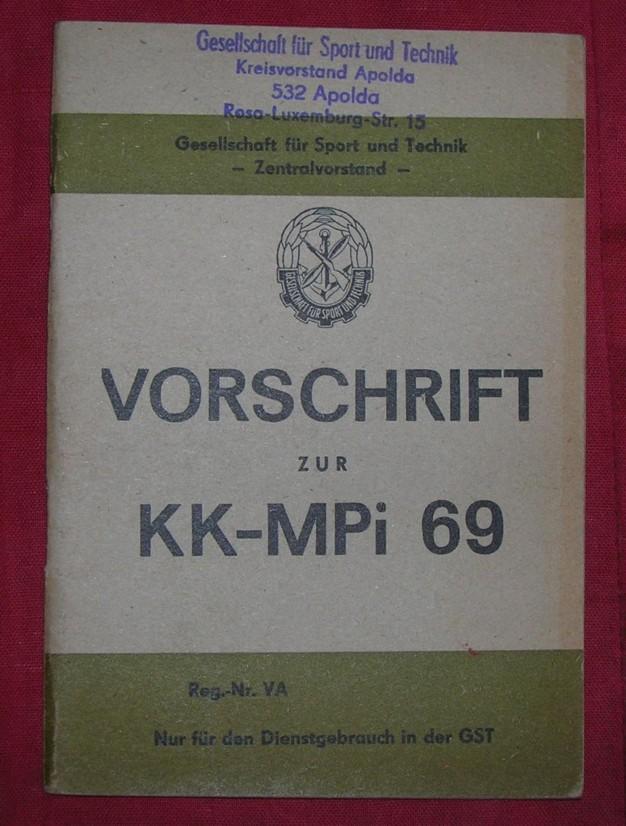 Gesellschaft für Sport und Technik
Kreisvorstand Apolda
532 Apolda
Rosa-Luxemburg-Str. 15
Gesellschaft für Sport und Technik
– Zentralvorstand –
GESELLSCHAFT FÜR SPORT UND TECHNIK
VORSCHRIFT
ZUR
KK-MPi 69
Reg.-Nr. VA
Nur für den Dienstgebrauch in der GST